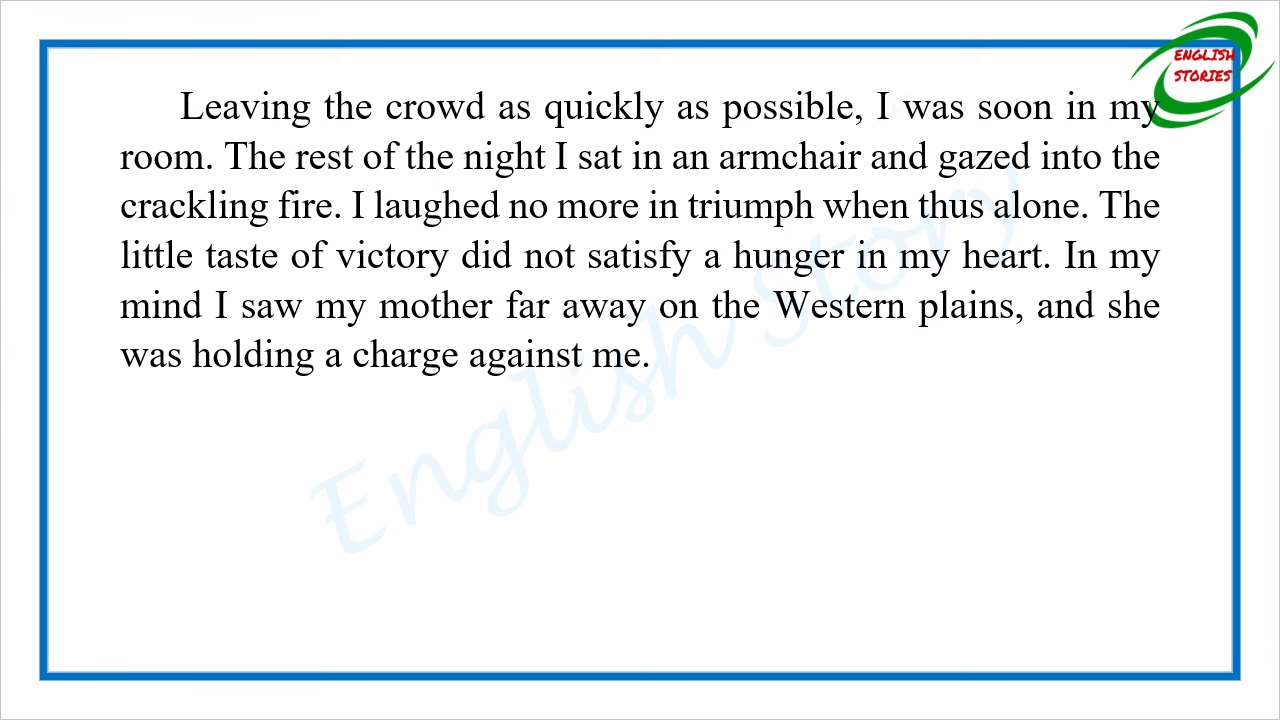 ENGLISH
STORIES
Leaving the crowd as quickly as possible, I was soon in my
room. The rest of the night I sat in an armchair and gazed into the
crackling fire. I laughed no more in triumph when thus alone. The
little taste of victory did not satisfy a hunger in my heart. In my
mind I saw my mother far away on the Western plains, and she
was holding a charge against me.
English Story